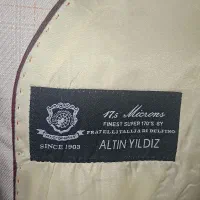 17.5 Microns
FINEST SUPER 170'S BY
FRATELLI TALLIA DI DELFINO
SINCE 1903
ALTIN YILDIZ